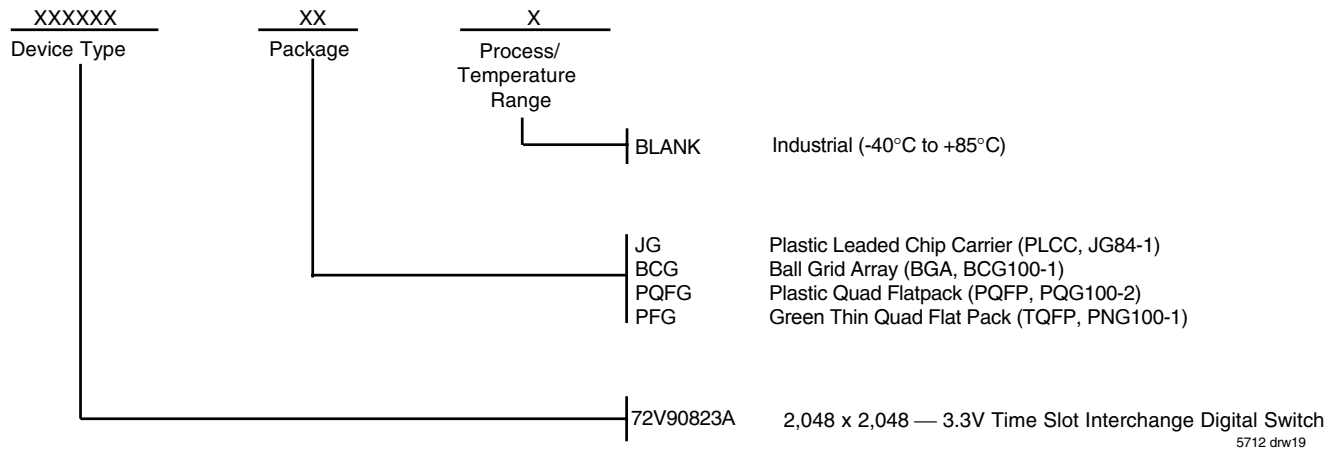 XXXXXX XX X
Device Type Package Process/
Temperature
Range
BLANK Industrial (-40°C to +85°C)
JG Plastic Leaded Chip Carrier (PLCC, JG84-1)
BCG Ball Grid Array (BGA, BCG100-1)
PQFG Plastic Quad Flatpack (PQFP, PQG100-2)
PFG Green Thin Quad Flat Pack (TQFP, PNG100-1)
72V90823A 2,048 x 2,048 — 3.3V Time Slot Interchange Digital Switch
5712 drw19